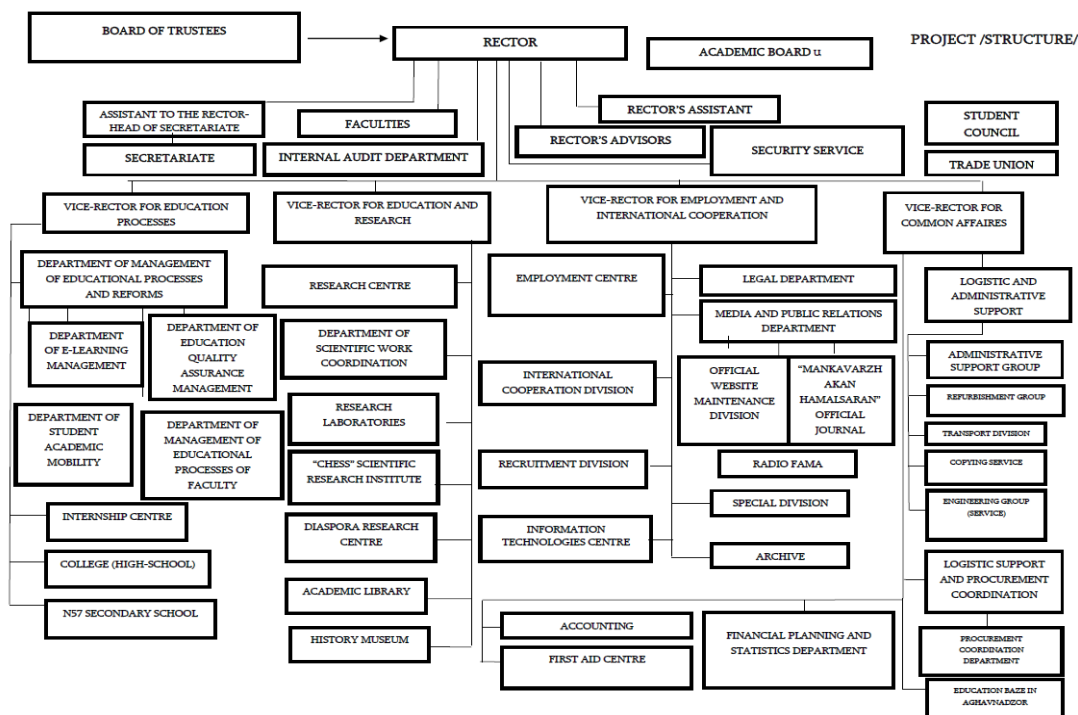 BOARD OF TRUSTEES
RECTOR
ACADEMIC BOARD u
PROJECT /STRUCTURE/
ASSISTANT TO THE RECTOR-
HEAD OF SECRETARIATE
FACULTIES
RECTOR'S ASSISTANT
STUDENT
COUNCIL
SECRETARIATE
INTERNAL AUDIT DEPARTMENT
RECTOR'S ADVISORS
SECURITY SERVICE
TRADE UNION
VICE-RECTOR FOR EDUCATION
PROCESSES
VICE-RECTOR FOR EDUCATION AND
RESEARCH
VICE-RECTOR FOR EMPLOYMENT AND
INTERNATIONAL COOPERATION
VICE-RECTOR FOR
COMMON AFFAIRES
DEPARTMENT OF MANAGEMENT
OF EDUCATIONAL PROCESSES
AND REFORMS
DEPARTMENT
OF E-LEARNING
MANAGEMENT
DEPARTMENT OF
EDUCATION
QUALITY
ASSURANCE
MANAGEMENT
DEPARTMENT OF
STUDENT
ACADEMIC
MOBILITY
DEPARTMENT OF
MANAGEMENT OF
EDUCATIONAL
PROCESSES OF
FACULTY
INTERNSHIP CENTRE
COLLEGE (HIGH-SCHOOL)
N57 SECONDARY SCHOOL
RESEARCH CENTRE
DEPARTMENT OF
SCIENTIFIC WORK
COORDINATION
RESEARCH
LABORATORIES
"CHESS" SCIENTIFIC
RESEARCH INSTITUTE
DIASPORA RESEARCH
CENTRE
ACADEMIC LIBRARY
HISTORY MUSEUM
EMPLOYMENT CENTRE
INTERNATIONAL
COOPERATION DIVISION
RECRUITMENT DIVISION
INFORMATION
TECHNOLOGIES CENTRE
LEGAL DEPARTMENT
MEDIA AND PUBLIC RELATIONS
DEPARTMENT
OFFICIAL
WEBSITE
MAINTENANCE
DIVISION
"MANKAVARZH
AKAN
HAMALSARAN"
OFFICIAL
JOURNAL
RADIO FAMA
SPECIAL DIVISION
ARCHIVE
ACCOUNTING
FIRST AID CENTRE
FINANCIAL PLANNING AND
STATISTICS DEPARTMENT
LOGISTIC AND
ADMINISTRATIVE
SUPPORT
ADMINISTRATIVE
SUPPORT GROUP
REFURBISHMENT GROUP
TRANSPORT DIVISION
COPYING SERVICE
ENGINEERING GROUP
(SERVICE)
LOGISTIC SUPPORT
AND PROCUREMENT
COORDINATION
PROCUREMENT
COORDINATION
DEPARTMENT
EDUCATION BAZE IN
AGHAVNADZOR